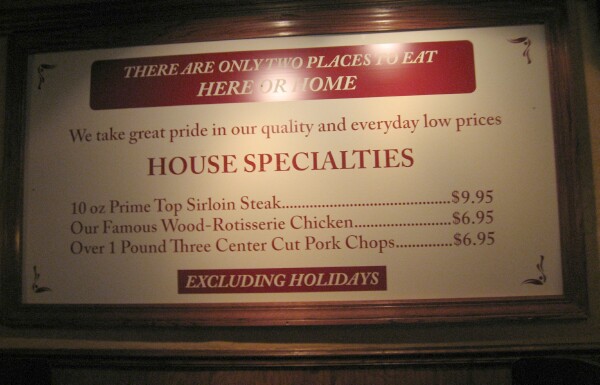 THERE ARE ONLY TWO PLACES TO EAT
HERE OR HOME
We take great pride in our quality and everyday low prices
HOUSE SPECIALTIES
10 oz Prime Top Sirloin Steak..............................................$9.95
Our Famous Wood-Rotisserie Chicken...........................$6.95
Over 1 Pound Three Center Cut Pork Chops...............$6.95
EXCLUDING HOLIDAYS